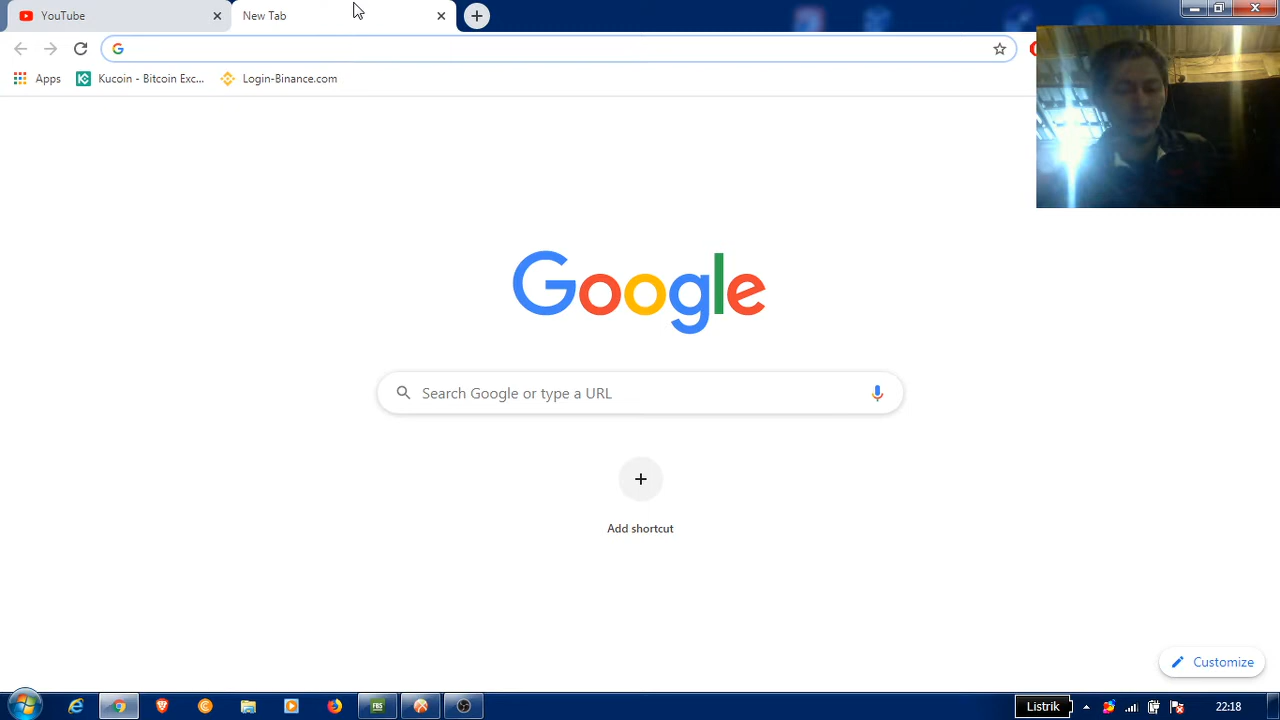 YouTube
New Tab
Apps
Kucoin - Bitcoin Exc...
Login-Binance.com
Google
Search Google or type a URL
Add shortcut
Customize
FBS
Listrik
22:18